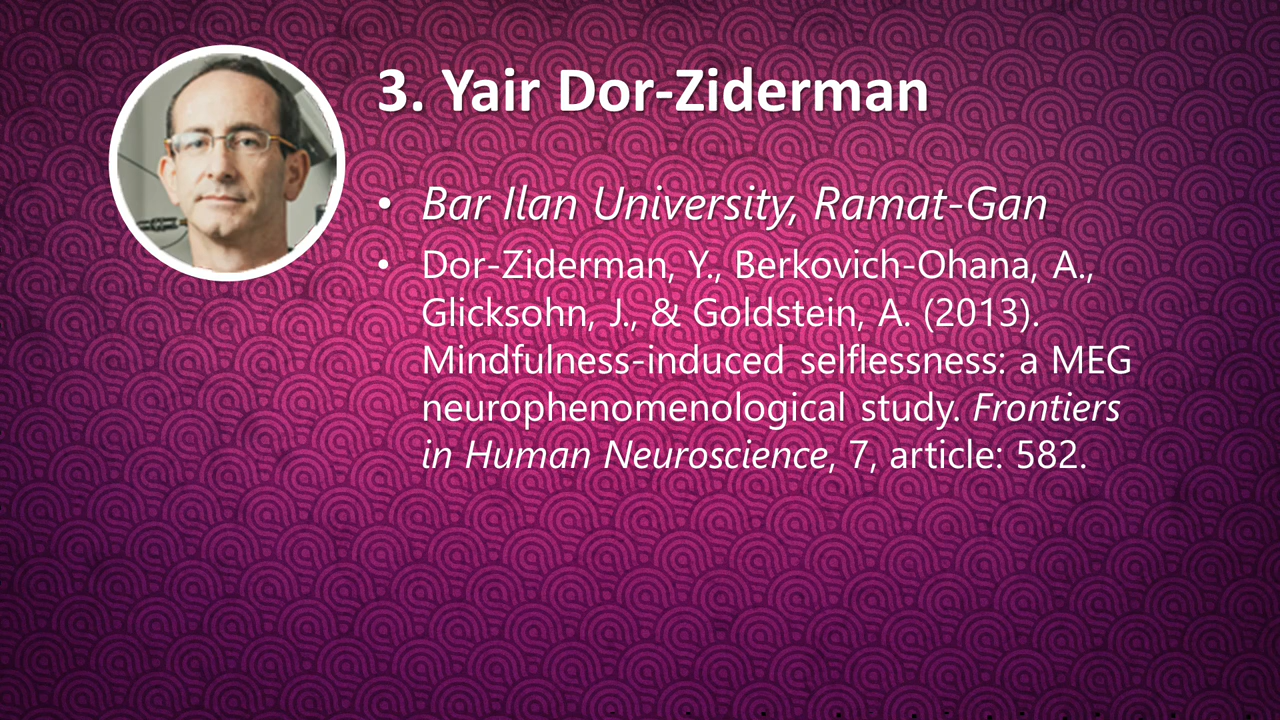 3. Yair Dor-Ziderman
• Bar Ilan University, Ramat-Gan
• Dor-Ziderman, Y., Berkovich-Ohana, A.,
Glicksohn, J., & Goldstein, A. (2013).
Mindfulness-induced selflessness: a MEG
neurophenomenological study. Frontiers
in Human Neuroscience, 7, article: 582.